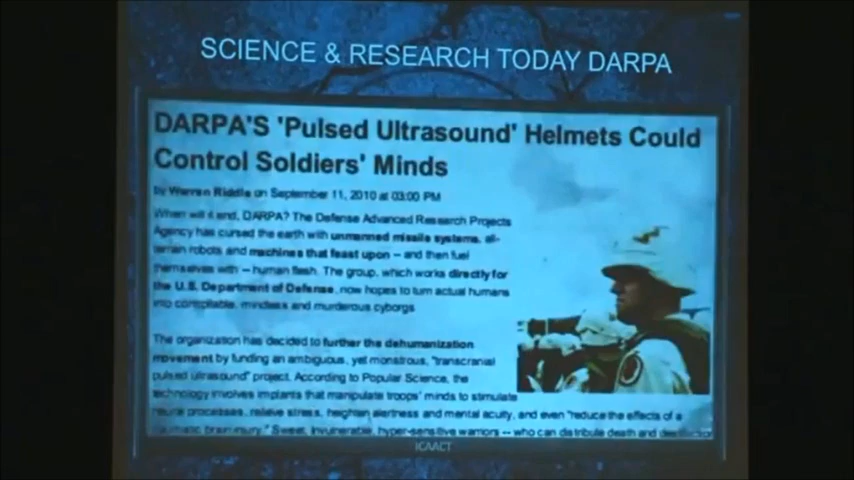 SCIENCE & RESEARCH TODAY DARPA
DARPA'S 'Pulsed Ultrasound' Helmets Could
Control Soldiers' Minds
by Warren Riddle on September 11, 2010 at 03:00 PM
When will it end, DARPA? The Defense Advanced Research Projects
Agency has cursed the earth with unmanned missile systems, all-
terrain robots and machines that feast upon -- and then fuel
themselves with -- human flesh. The group, which works directly for
the U.S. Department of Defense, now hopes to turn actual humans
into controllable, mindless and murderous cyborgs.
The organization has decided to further the dehumanization
movement by funding an ambiguous, yet monstrous, "transcranial
pulsed ultrasound" project. According to Popular Science, the
technology involves implants that manipulate troops' minds to stimulate
neural processes, relieve stress, heighten alertness and mental acuity, and even "reduce the effects of a
traumatic brain injury." Sweet. Invulnerable, hyper-sensitive warriors -- who can distribute death and destruction
ICAACT